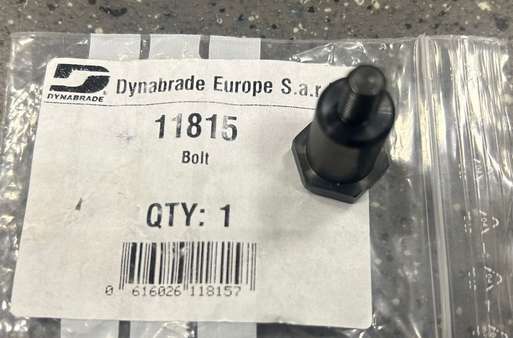 DYNABRADE
Dynabrade Europe S.a.r
11815
Bolt
QTY: 1
0 616026 118157